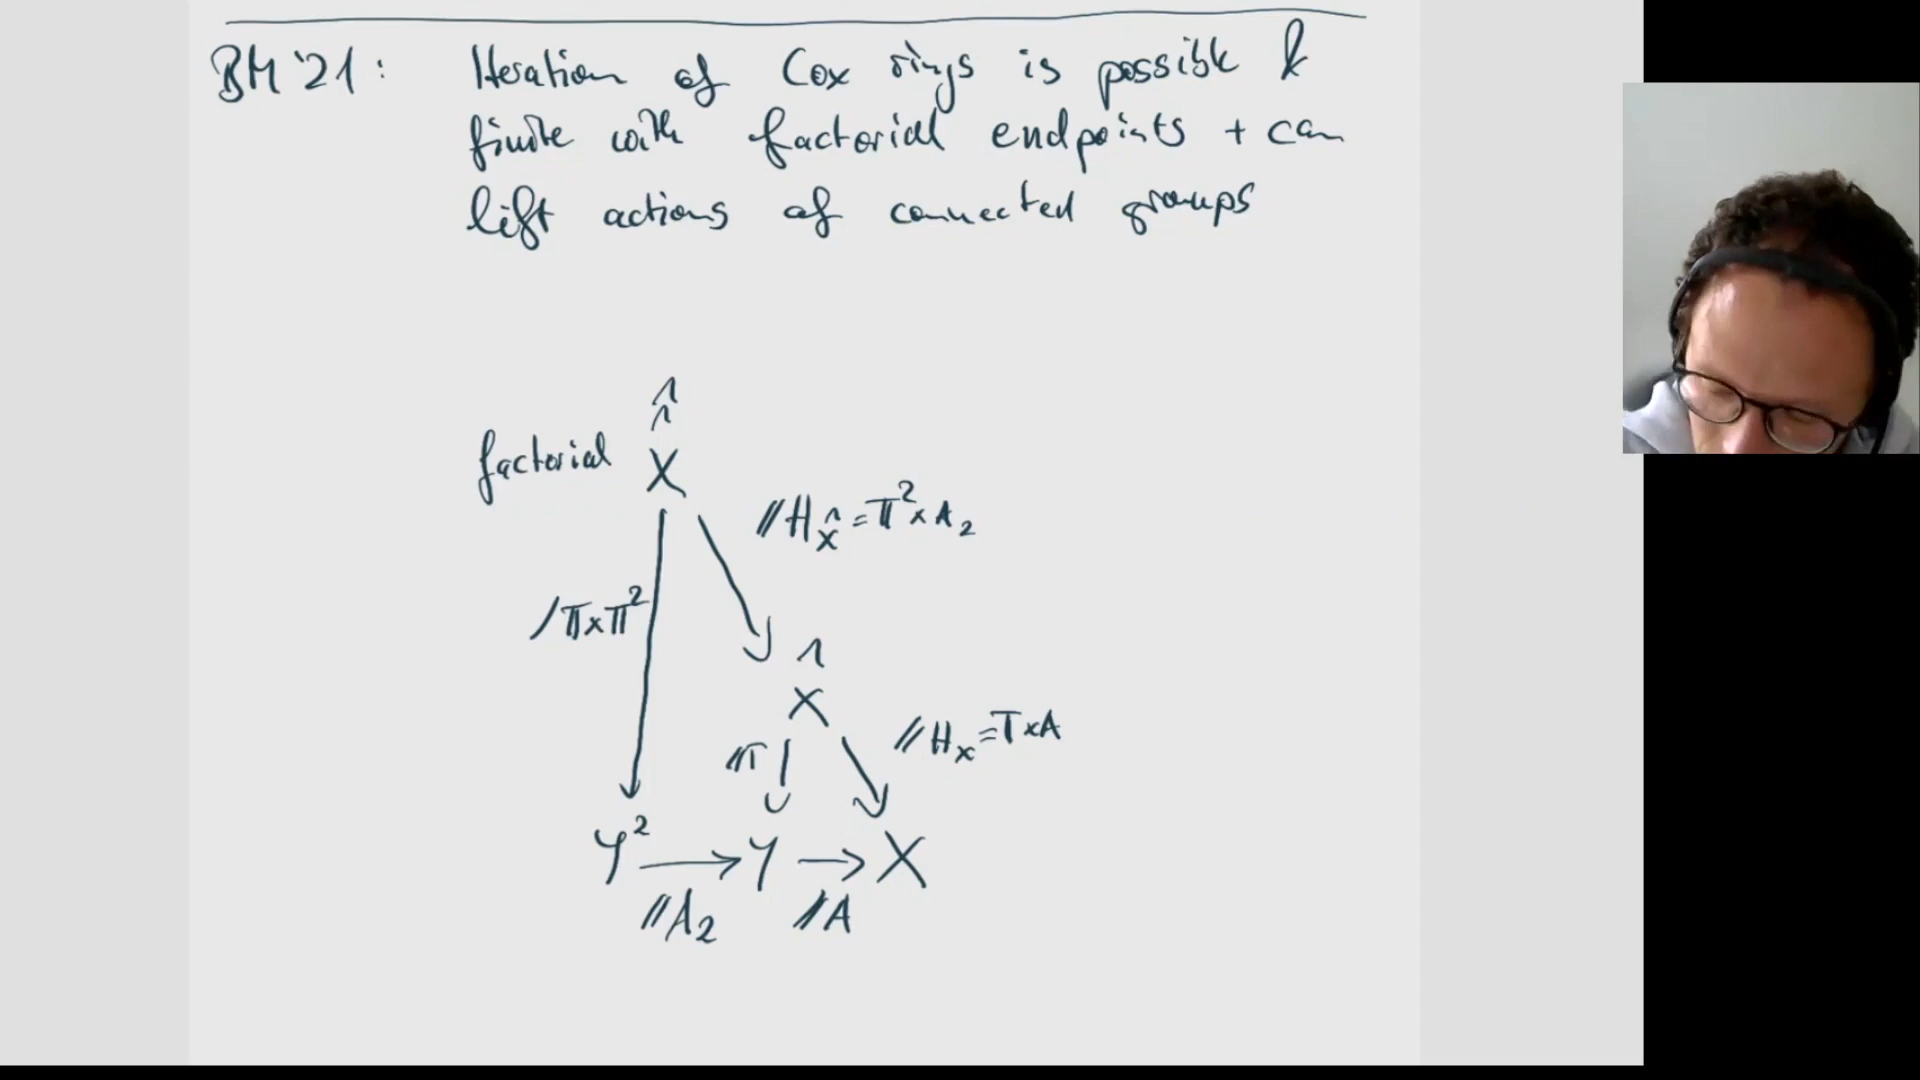 BM '21: Iteration of Cox rings is possible &
finite with factorial endpoints + can
lift actions of connected groups
factorial X̂̂
//H_X̂ = 𝕋² × A₂
/𝕋×𝕋²
X̂
//𝕋
//H_X = 𝕋×A
Y² → Y → X
//A₂ //A